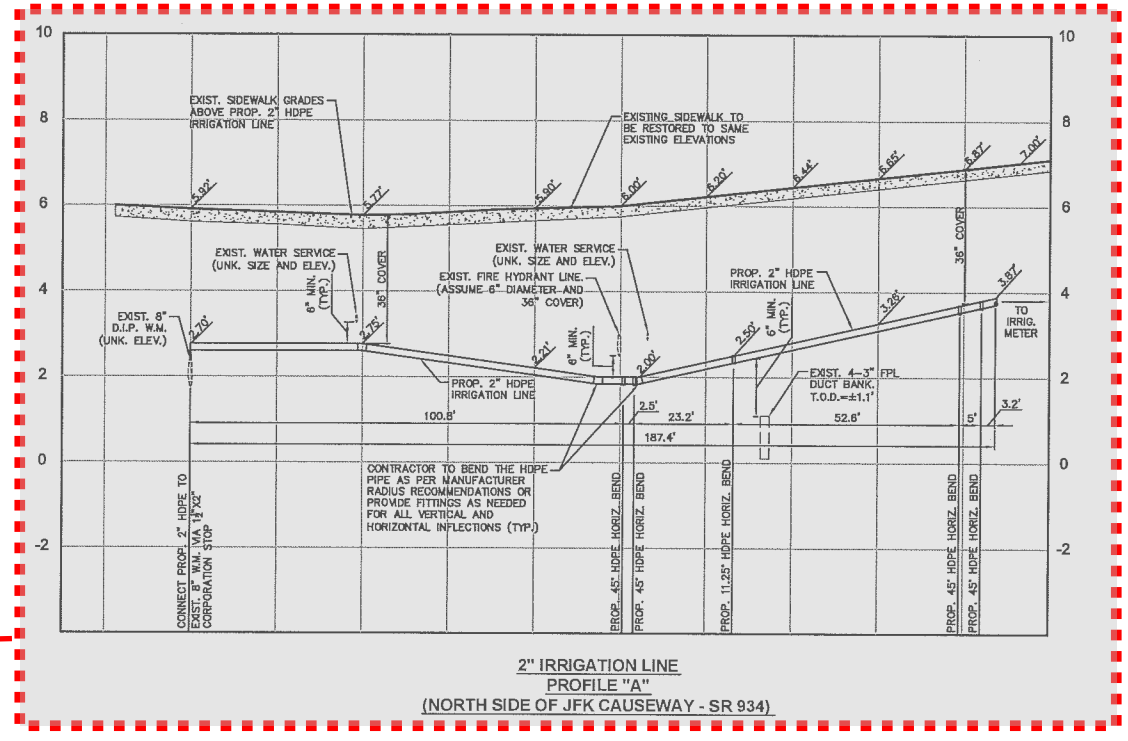 10
10
8
8
6
6
4
4
2
2
0
0
-2
-2
EXIST. SIDEWALK GRADES
ABOVE PROP. 2" HDPE
IRRIGATION LINE
EXISTING SIDEWALK TO
BE RESTORED TO SAME
EXISTING ELEVATIONS
5.92'
5.77'
5.90'
6.00'
6.20'
6.44'
6.65'
6.87'
7.00'
EXIST. WATER SERVICE
(UNK. SIZE AND ELEV.)
6" MIN.
(TYP.)
36" COVER
EXIST. WATER SERVICE
(UNK. SIZE AND ELEV.)
EXIST. FIRE HYDRANT LINE.
(ASSUME 6" DIAMETER AND
36" COVER)
6" MIN.
(TYP.)
PROP. 2" HDPE
IRRIGATION LINE
6" MIN.
(TYP.)
36" COVER
EXIST. 8"
D.I.P. W.M.
(UNK. ELEV.)
2.70'
2.75'
2.21'
2.00'
2.50'
3.26'
3.87'
TO
IRRIG.
METER
PROP. 2" HDPE
IRRIGATION LINE
EXIST. 4-3" FPL
DUCT BANK.
T.O.D.=±1.1'
100.8'
2.5'
23.2'
52.6'
5'
3.2'
187.4'
CONTRACTOR TO BEND THE HDPE
PIPE AS PER MANUFACTURER
RADIUS RECOMMENDATIONS OR
PROVIDE FITTINGS AS NEEDED
FOR ALL VERTICAL AND
HORIZONTAL INFLECTIONS (TYP.)
CONNECT PROP. 2" HDPE TO
EXIST. 8" W.M. VIA 1½"X2"
CORPORATION STOP
PROP. 45° HDPE HORIZ. BEND
PROP. 45° HDPE HORIZ. BEND
PROP. 11.25° HDPE HORIZ. BEND
PROP. 45° HDPE HORIZ. BEND
PROP. 45° HDPE HORIZ. BEND
2" IRRIGATION LINE
PROFILE "A"
(NORTH SIDE OF JFK CAUSEWAY - SR 934)